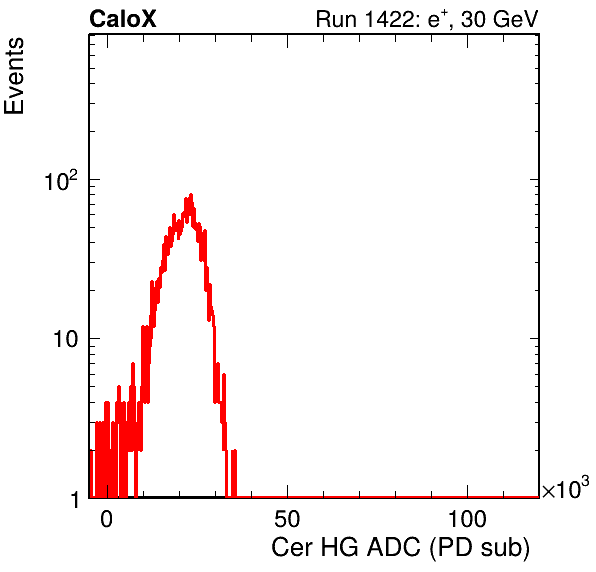 CaloX Run 1422: e⁺, 30 GeV
Events
10²
10
1
0 50 100 ×10³
Cer HG ADC (PD sub)